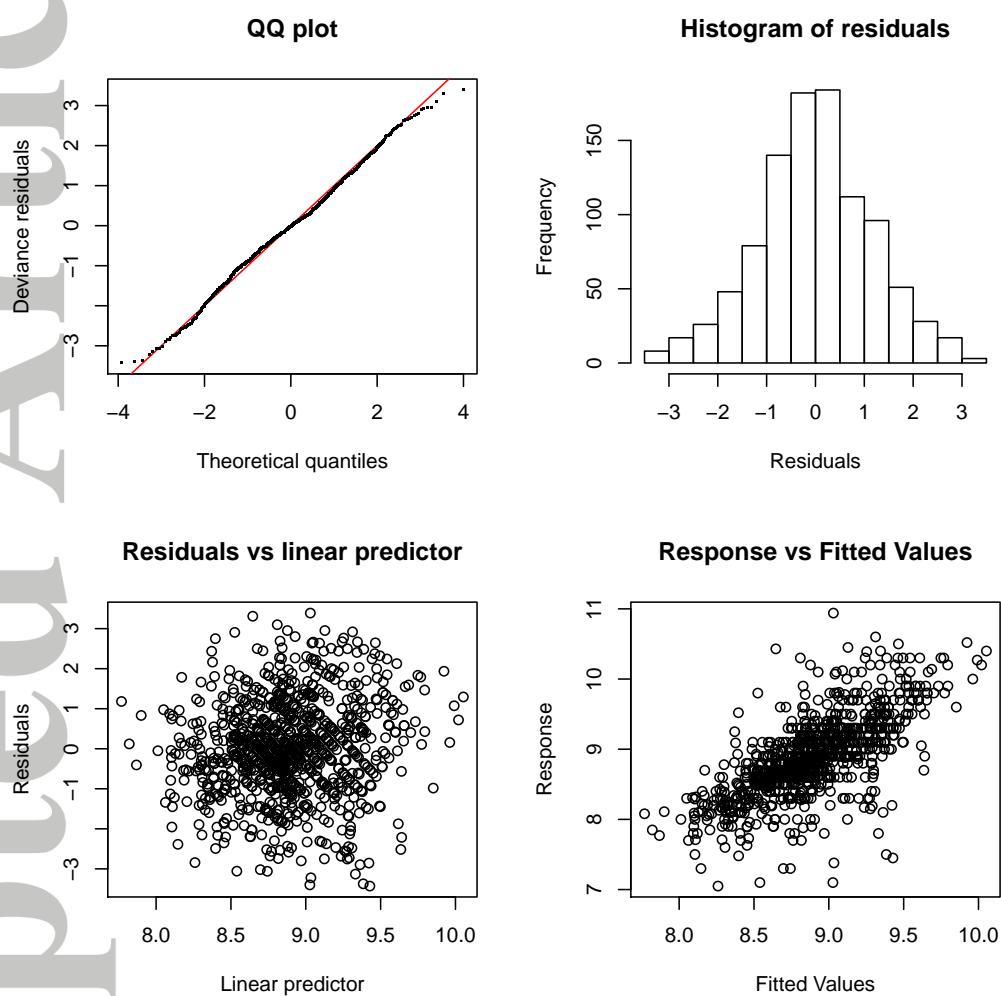 QQ plot
Deviance residuals
3
2
1
0
−1
−3
−4 −2 0 2 4
Theoretical quantiles
Histogram of residuals
Frequency
150
100
50
0
−3 −2 −1 0 1 2 3
Residuals
Residuals vs linear predictor
Residuals
3
2
1
0
−1
−3
8.0 8.5 9.0 9.5 10.0
Linear predictor
Response vs Fitted Values
Response
11
10
9
8
7
8.0 8.5 9.0 9.5 10.0
Fitted Values